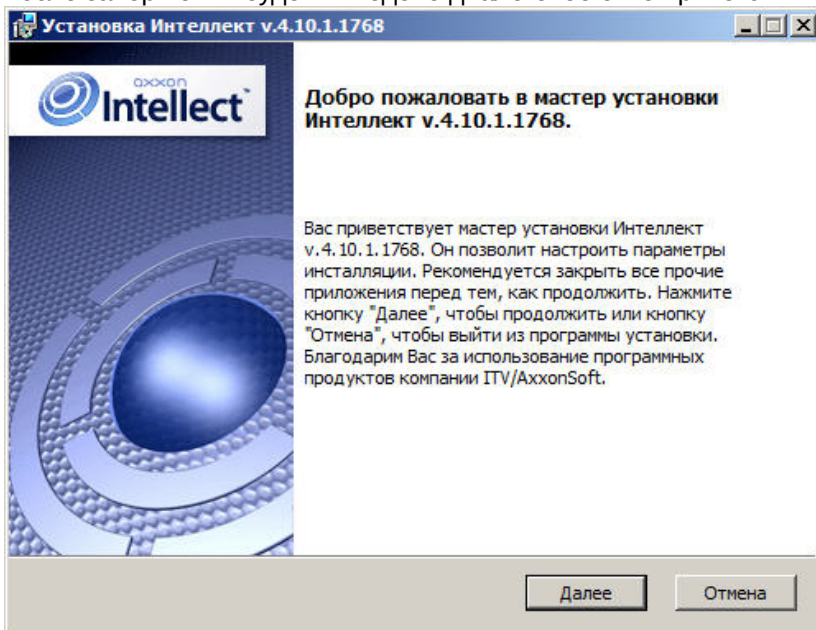 Установка Интеллект v.4.10.1.1768
axxon
Intellect
Добро пожаловать в мастер установки
Интеллект v.4.10.1.1768.
Вас приветствует мастер установки Интеллект
v.4.10.1.1768. Он позволит настроить параметры
инсталляции. Рекомендуется закрыть все прочие
приложения перед тем, как продолжить. Нажмите
кнопку "Далее", чтобы продолжить или кнопку
"Отмена", чтобы выйти из программы установки.
Благодарим Вас за использование программных
продуктов компании ITV/AxxonSoft.
Далее
Отмена